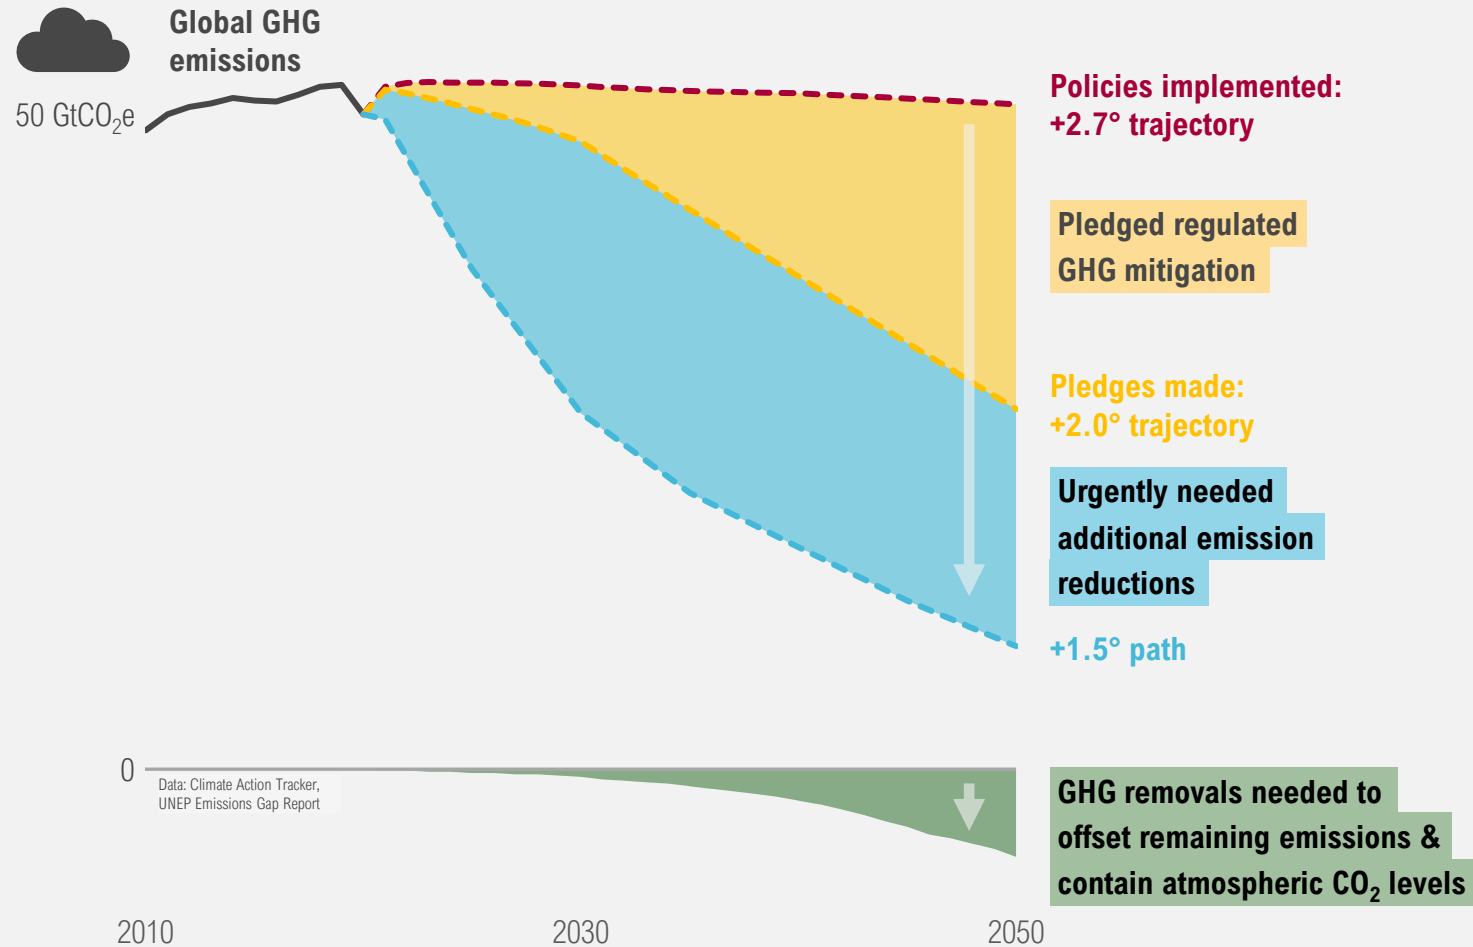 Global GHG
emissions
50 GtCO₂e
Policies implemented:
+2.7° trajectory
Pledged regulated
GHG mitigation
Pledges made:
+2.0° trajectory
Urgently needed
additional emission
reductions
+1.5° path
0
Data: Climate Action Tracker,
UNEP Emissions Gap Report
GHG removals needed to
offset remaining emissions &
contain atmospheric CO₂ levels
2010
2030
2050